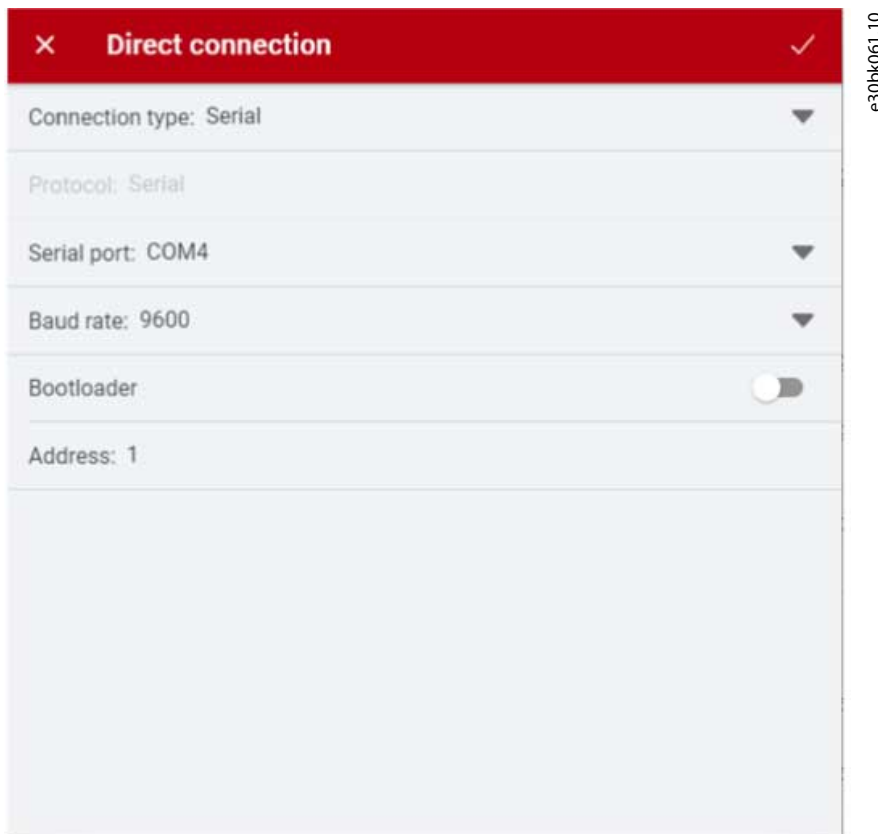 Direct connection
Connection type: Serial
Protocol: Serial
Serial port: COM4
Baud rate: 9600
Bootloader
Address: 1
e30bk061.10